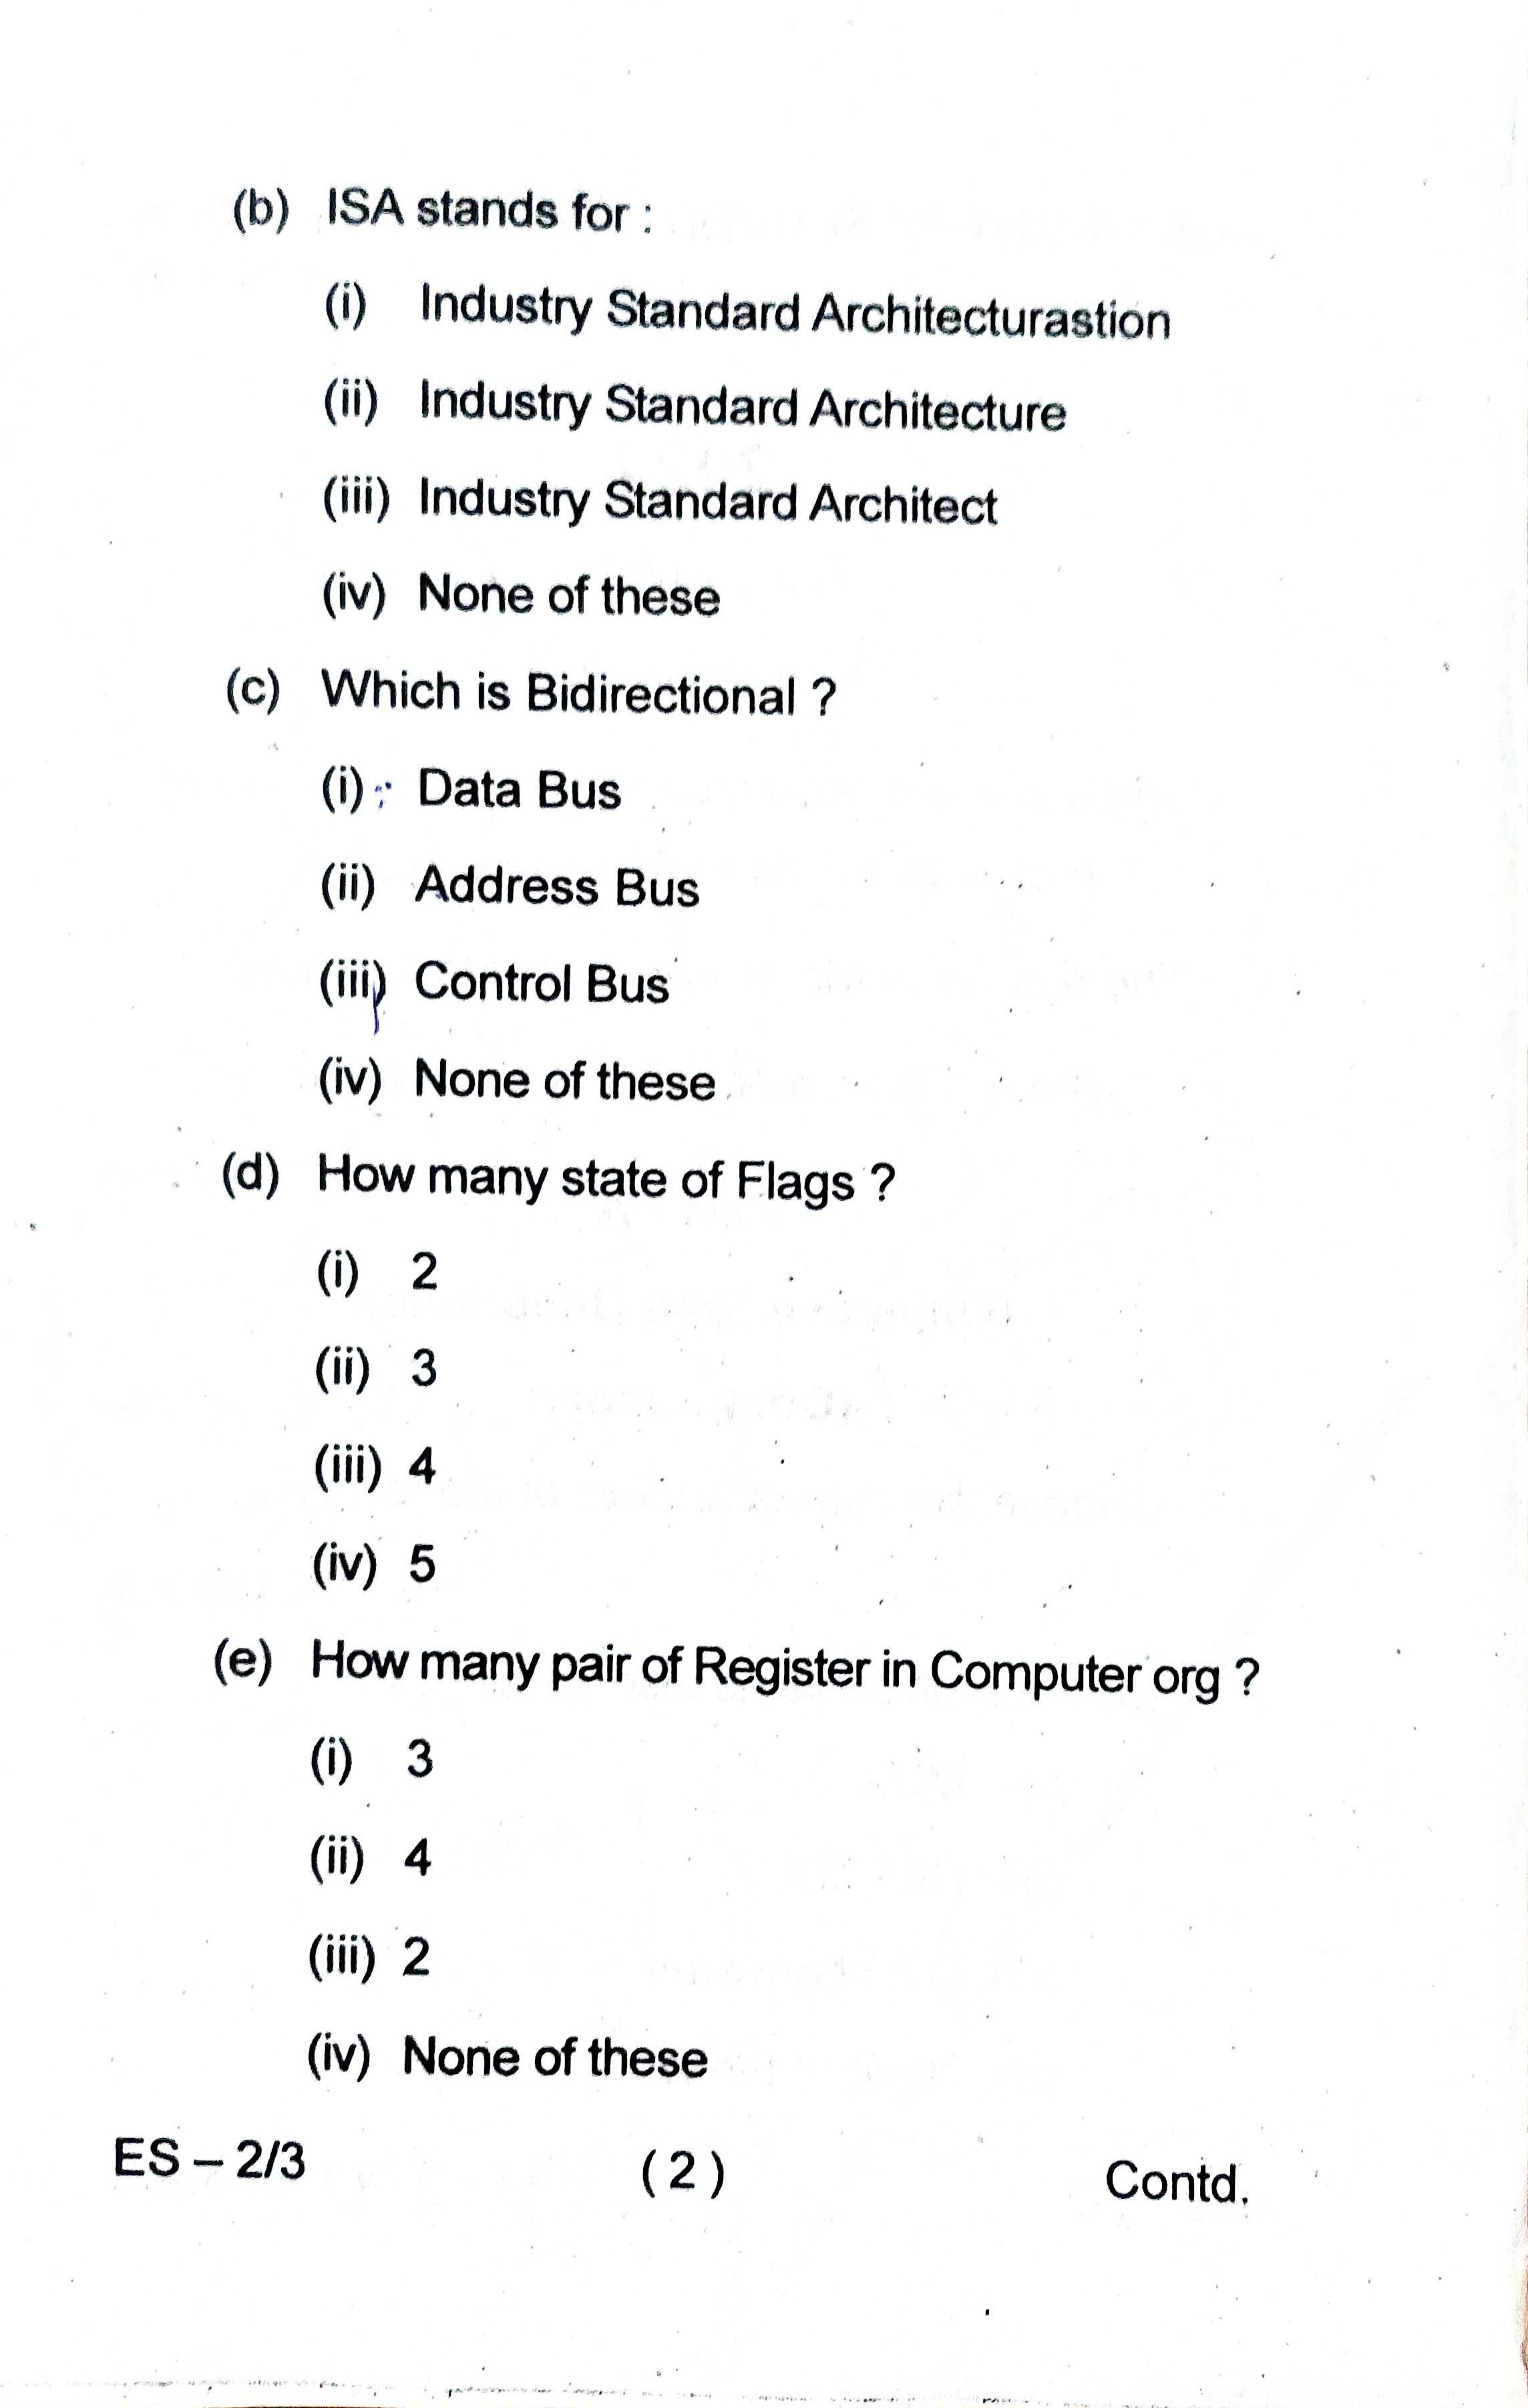 (b) ISA stands for :
(i) Industry Standard Architecturastion
(ii) Industry Standard Architecture
(iii) Industry Standard Architect
(iv) None of these
(c) Which is Bidirectional ?
(i) Data Bus
(ii) Address Bus
(iii) Control Bus
(iv) None of these
(d) How many state of Flags ?
(i) 2
(ii) 3
(iii) 4
(iv) 5
(e) How many pair of Register in Computer org ?
(i) 3
(ii) 4
(iii) 2
(iv) None of these
ES – 2/3 (2) Contd.